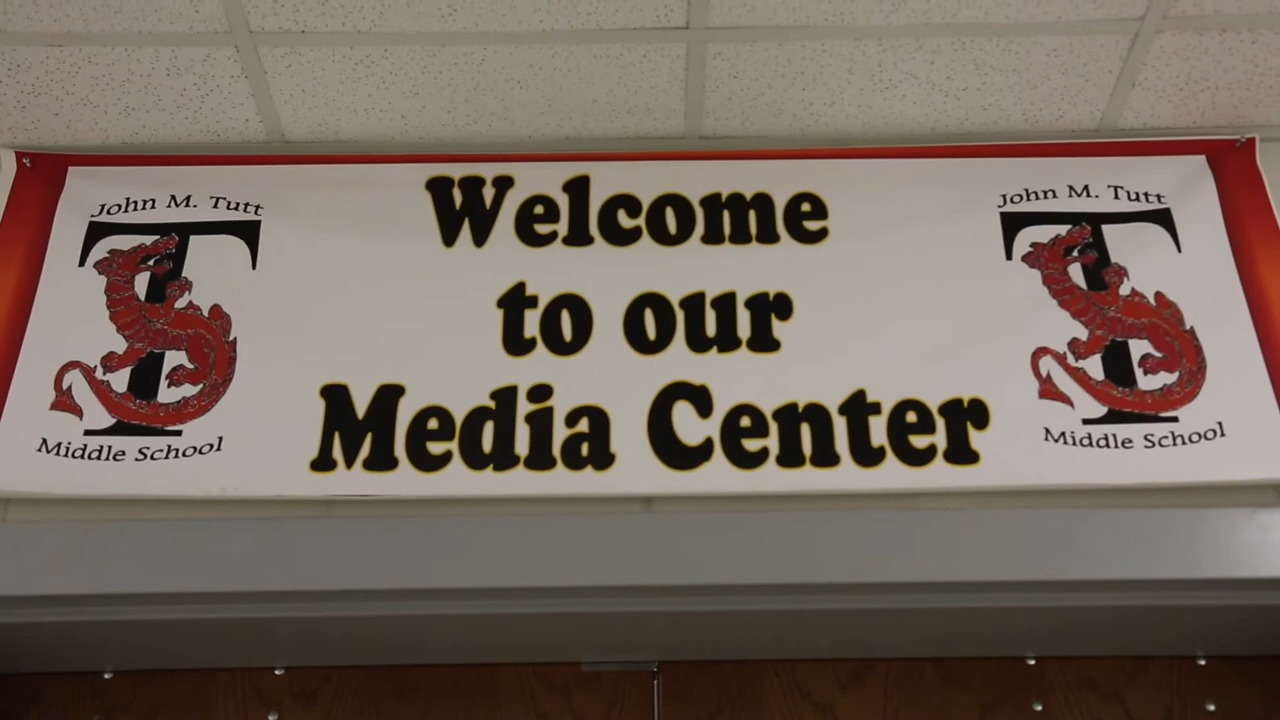 John M. Tutt
T
Middle School
Welcome
to our
Media Center
John M. Tutt
T
Middle School